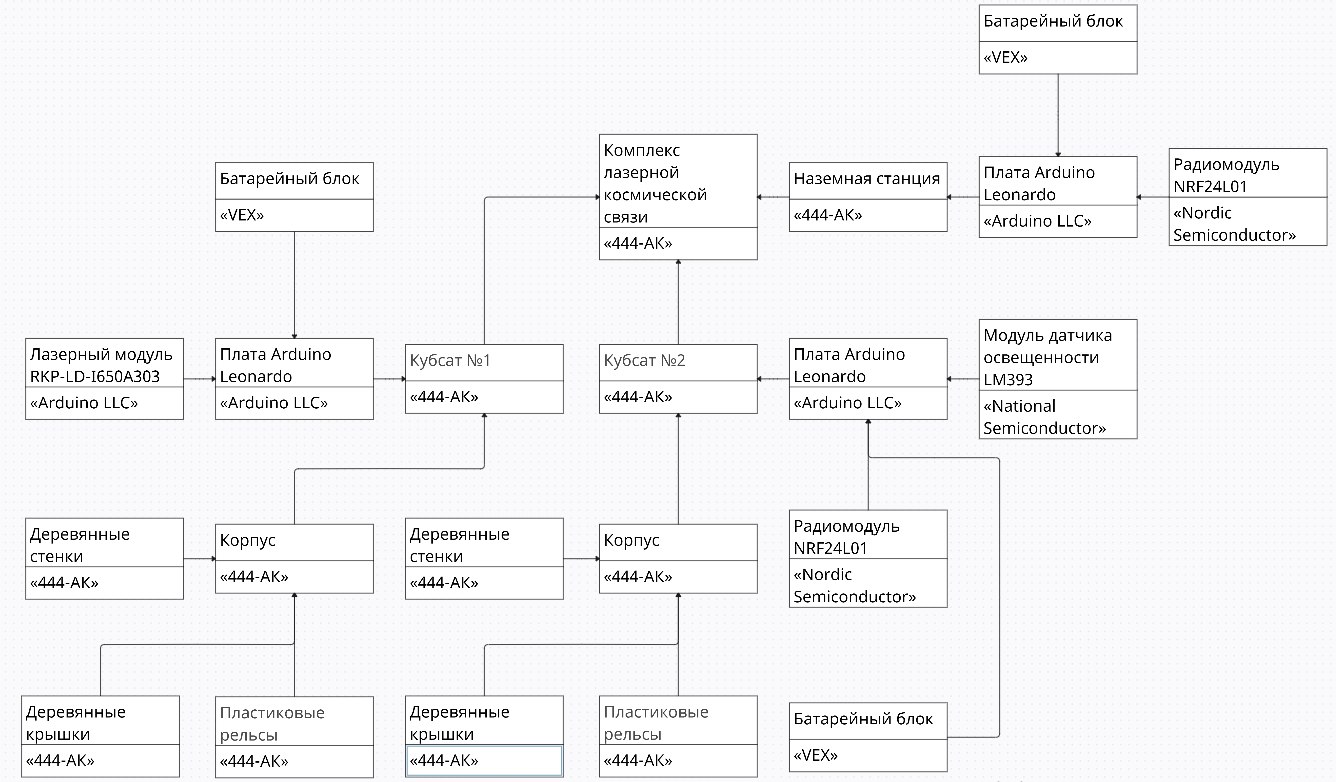 Батарейный блок
«VEX»
Комплекс
лазерной
космической
связи
«444-АК»
Наземная станция
«444-АК»
Плата Arduino
Leonardo
«Arduino LLC»
Радиомодуль
NRF24L01
«Nordic
Semiconductor»
Батарейный блок
«VEX»
Лазерный модуль
RKP-LD-I650A303
«Arduino LLC»
Плата Arduino
Leonardo
«Arduino LLC»
Кубсат №1
«444-АК»
Кубсат №2
«444-АК»
Плата Arduino
Leonardo
«Arduino LLC»
Модуль датчика
освещенности
LM393
«National
Semiconductor»
Деревянные
стенки
«444-АК»
Корпус
«444-АК»
Деревянные
стенки
«444-АК»
Корпус
«444-АК»
Радиомодуль
NRF24L01
«Nordic
Semiconductor»
Деревянные
крышки
«444-АК»
Пластиковые
рельсы
«444-АК»
Деревянные
крышки
«444-АК»
Пластиковые
рельсы
«444-АК»
Батарейный блок
«VEX»